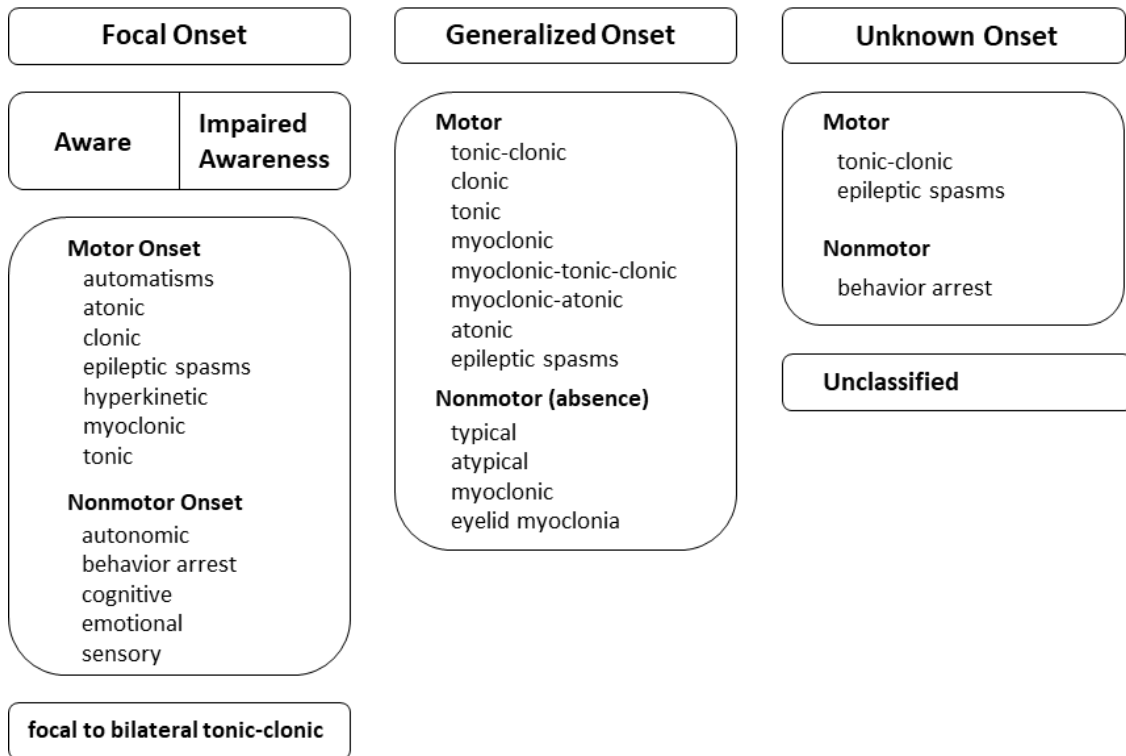 Focal Onset
Aware
Impaired
Awareness
Motor Onset
automatisms
atonic
clonic
epileptic spasms
hyperkinetic
myoclonic
tonic
Nonmotor Onset
autonomic
behavior arrest
cognitive
emotional
sensory
focal to bilateral tonic-clonic
Generalized Onset
Motor
tonic-clonic
clonic
tonic
myoclonic
myoclonic-tonic-clonic
myoclonic-atonic
atonic
epileptic spasms
Nonmotor (absence)
typical
atypical
myoclonic
eyelid myoclonia
Unknown Onset
Motor
tonic-clonic
epileptic spasms
Nonmotor
behavior arrest
Unclassified